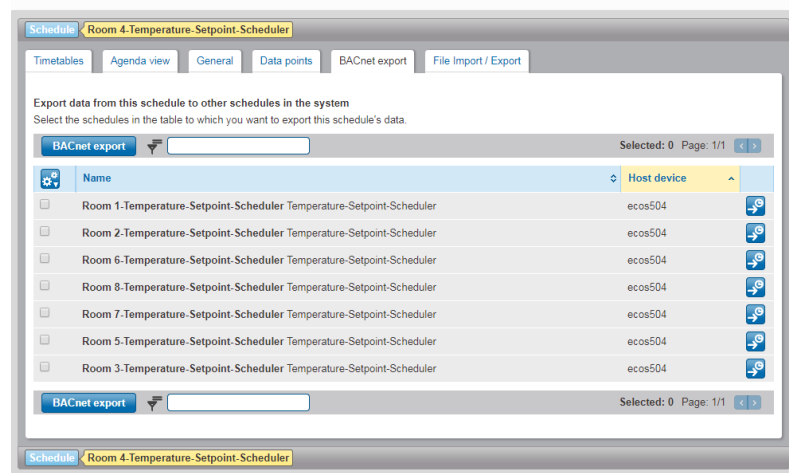 Schedule Room 4-Temperature-Setpoint-Scheduler
Timetables Agenda view General Data points BACnet export File Import / Export
Export data from this schedule to other schedules in the system
Select the schedules in the table to which you want to export this schedule's data.
BACnet export Selected: 0 Page: 1/1
Name Host device
Room 1-Temperature-Setpoint-Scheduler Temperature-Setpoint-Scheduler ecos504
Room 2-Temperature-Setpoint-Scheduler Temperature-Setpoint-Scheduler ecos504
Room 6-Temperature-Setpoint-Scheduler Temperature-Setpoint-Scheduler ecos504
Room 8-Temperature-Setpoint-Scheduler Temperature-Setpoint-Scheduler ecos504
Room 7-Temperature-Setpoint-Scheduler Temperature-Setpoint-Scheduler ecos504
Room 5-Temperature-Setpoint-Scheduler Temperature-Setpoint-Scheduler ecos504
Room 3-Temperature-Setpoint-Scheduler Temperature-Setpoint-Scheduler ecos504
BACnet export Selected: 0 Page: 1/1
Schedule Room 4-Temperature-Setpoint-Scheduler